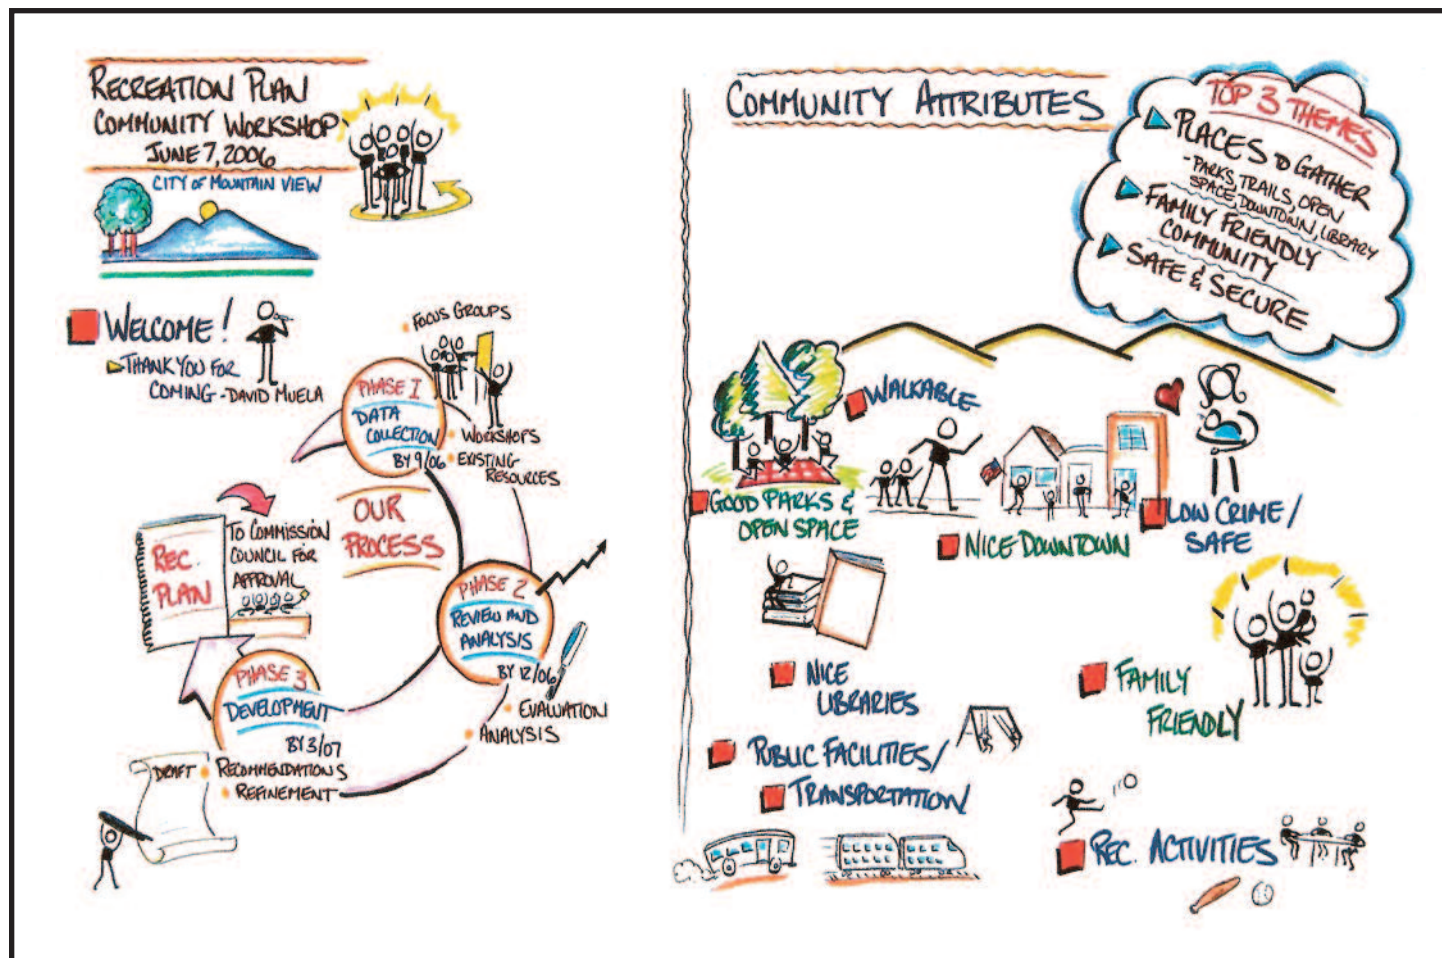 RECREATION PLAN
COMMUNITY WORKSHOP
JUNE 7, 2006
CITY OF MOUNTAIN VIEW
WELCOME!
THANK YOU FOR
COMING - DAVID MUELA
FOCUS GROUPS
PHASE I
DATA
COLLECTION
BY 9/06
WORKSHOPS
EXISTING
RESOURCES
OUR
PROCESS
PHASE 2
REVIEW AND
ANALYSIS
BY 12/06
EVALUATION
ANALYSIS
PHASE 3
DEVELOPMENT
BY 3/07
DRAFT
RECOMMENDATIONS
REFINEMENT
REC.
PLAN
TO COMMISSION
COUNCIL FOR
APPROVAL
COMMUNITY ATTRIBUTES
TOP 3 THEMES
PLACES TO GATHER
- PARKS, TRAILS, OPEN
SPACE, DOWNTOWN, LIBRARY
FAMILY FRIENDLY
COMMUNITY
SAFE & SECURE
WALKABLE
GOOD PARKS &
OPEN SPACE
NICE DOWNTOWN
LOW CRIME /
SAFE
NICE
LIBRARIES
FAMILY
FRIENDLY
PUBLIC FACILITIES /
TRANSPORTATION
REC. ACTIVITIES